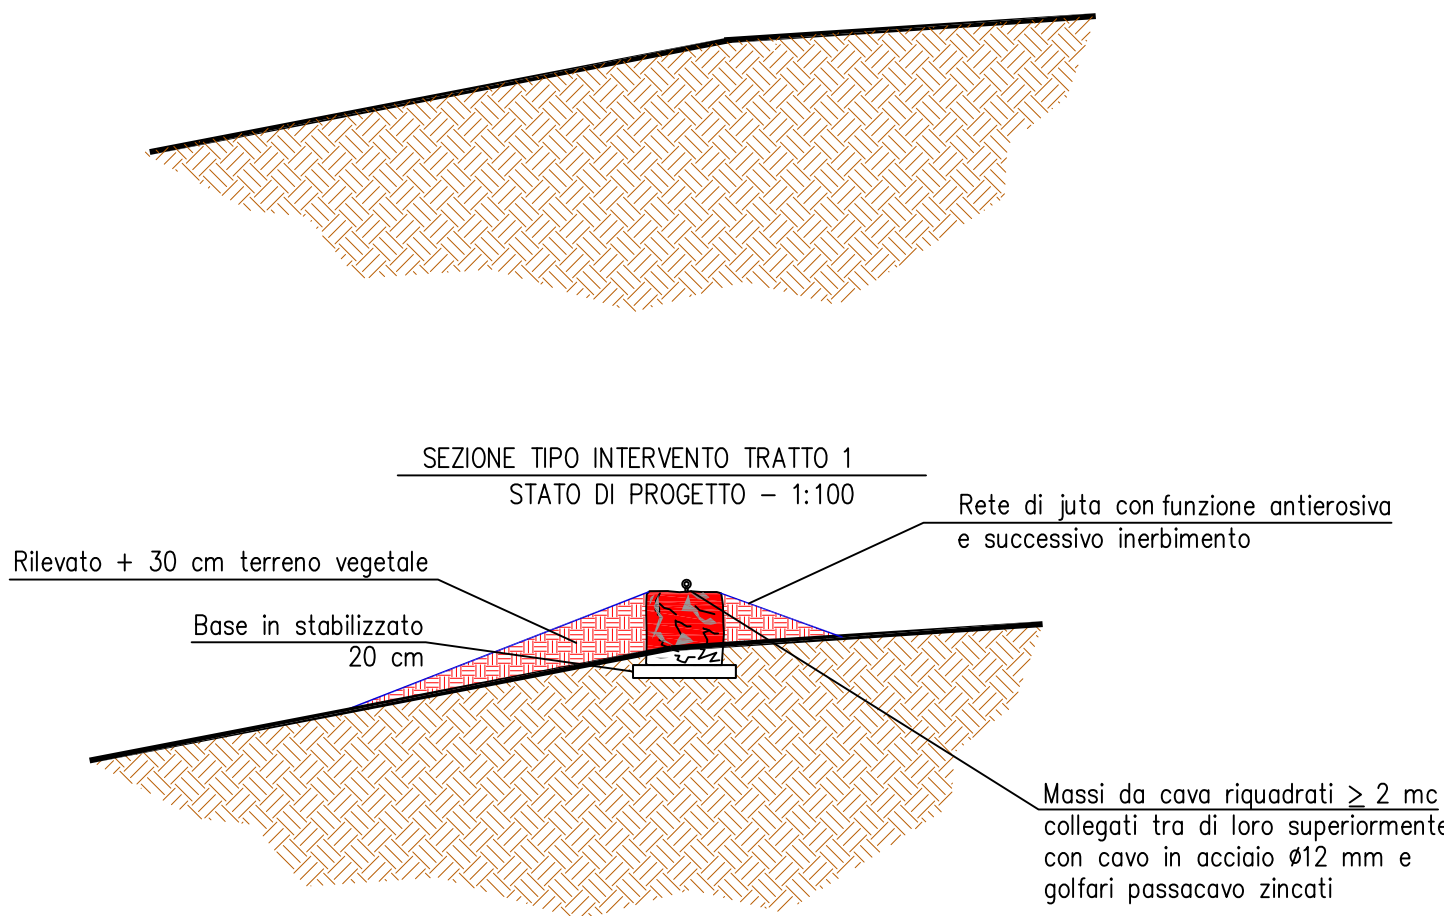 SEZIONE TIPO INTERVENTO TRATTO 1
STATO DI PROGETTO – 1:100
Rete di juta con funzione antierosiva
e successivo inerbimento
Rilevato + 30 cm terreno vegetale
Base in stabilizzato
20 cm
Massi da cava riquadrati ≥ 2 mc
collegati tra di loro superiormente
con cavo in acciaio Ø12 mm e
golfari passacavo zincati